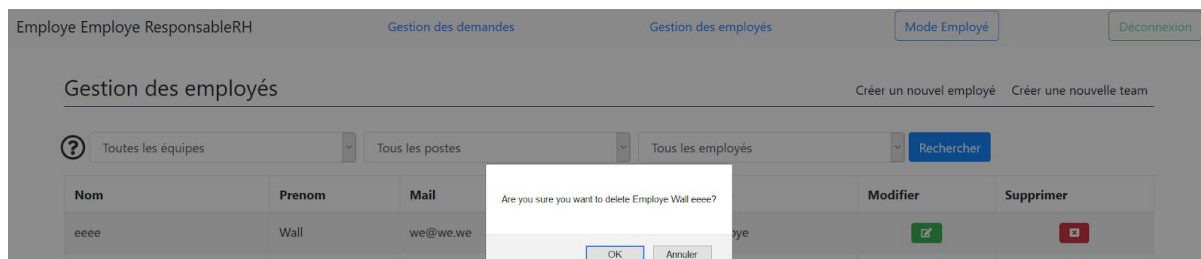 Employe Employe ResponsableRH Gestion des demandes Gestion des employés Mode Employé Déconnexion
Gestion des employés Créer un nouvel employé Créer une nouvelle team
Toutes les équipes Tous les postes Tous les employés Rechercher
Nom Prenom Mail Modifier Supprimer
Are you sure you want to delete Employe Wall eeee?
eeee Wall we@we.we
OK Annuler